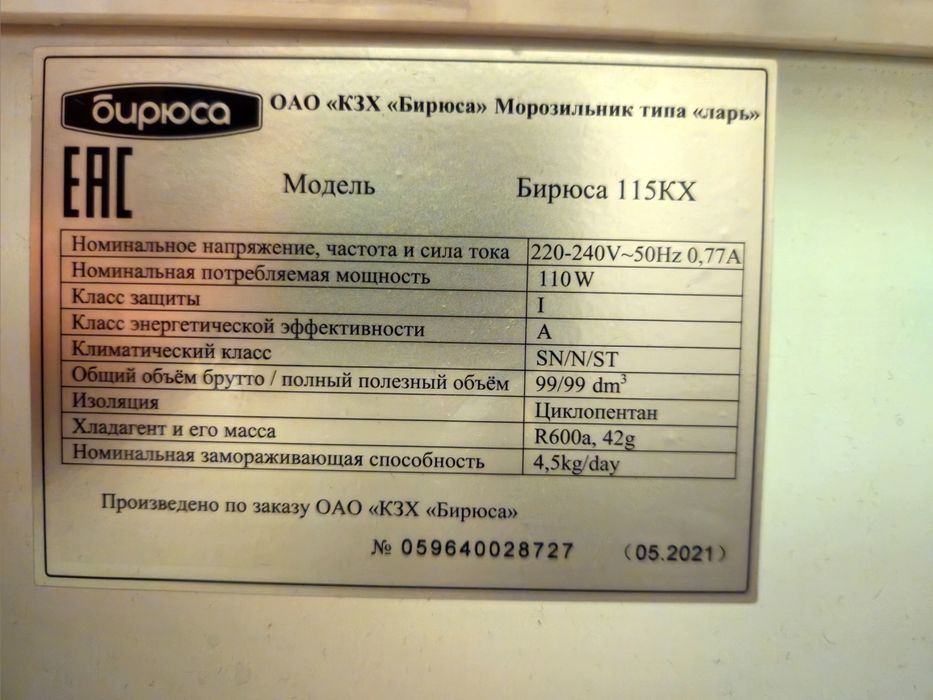 бирюса
ОАО «КЗХ «Бирюса» Морозильник типа «ларь»
ЕАС
Модель Бирюса 115КХ
Номинальное напряжение, частота и сила тока 220-240V~50Hz 0,77A
Номинальная потребляемая мощность 110W
Класс защиты I
Класс энергетической эффективности A
Климатический класс SN/N/ST
Общий объём брутто / полный полезный объём 99/99 dm³
Изоляция Циклопентан
Хладагент и его масса R600a, 42g
Номинальная замораживающая способность 4,5kg/day
Произведено по заказу ОАО «КЗХ «Бирюса»
№ 059640028727 (05.2021)